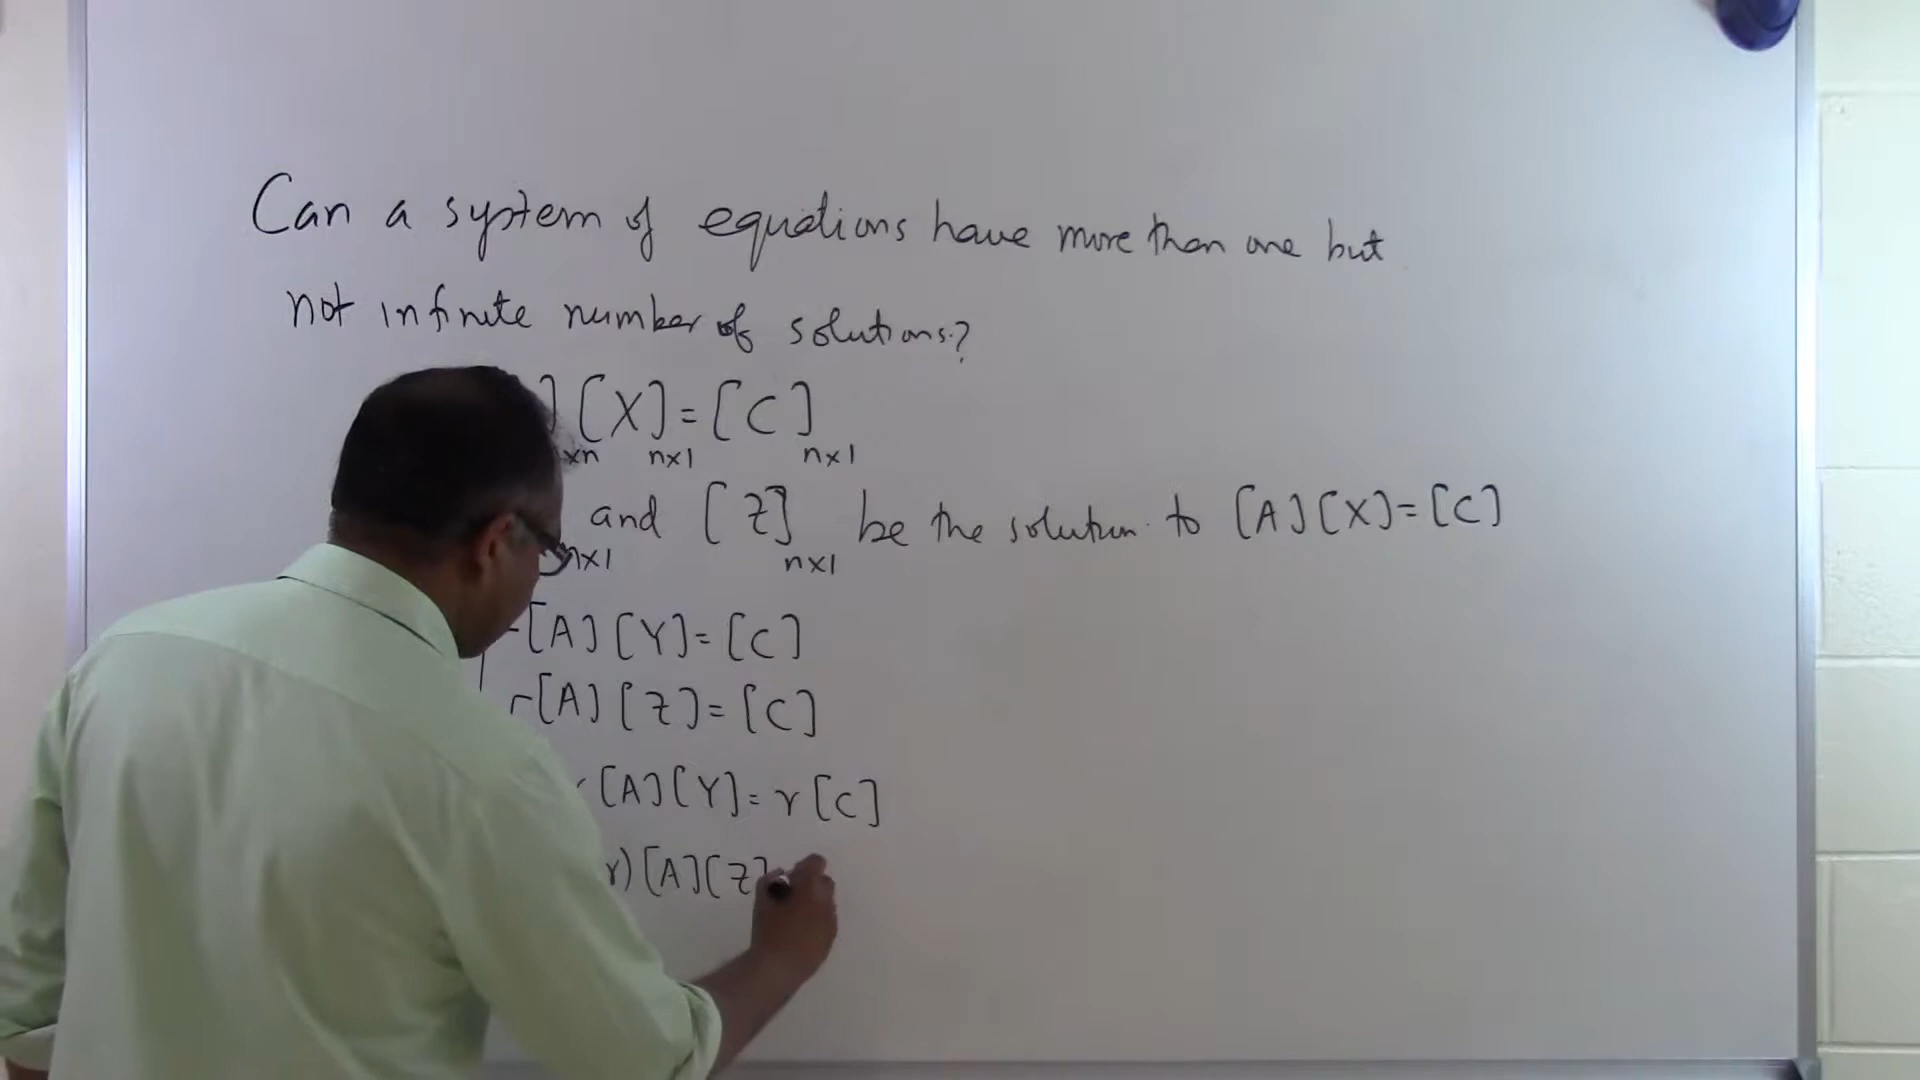 Can a system of equations have more than one but
not infinite number of solutions?
] [X] = [C]
xn nx1 nx1
and [Z] be the solution to [A][X]=[C]
nx1 nx1
[A][Y]=[C]
[A][Z]=[C]
[A][Y]=r[C]
r)[A][Z]